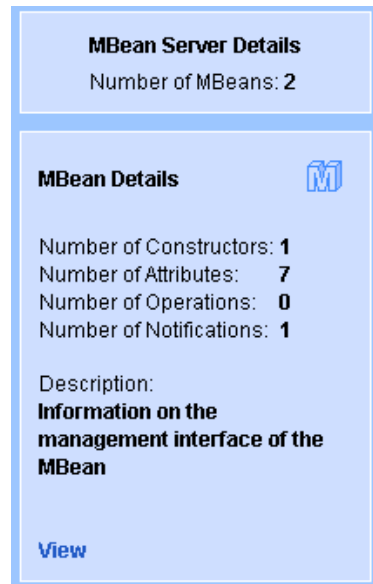 MBean Server Details
Number of MBeans: 2
MBean Details
M
Number of Constructors: 1
Number of Attributes: 7
Number of Operations: 0
Number of Notifications: 1
Description:
Information on the
management interface of the
MBean
View